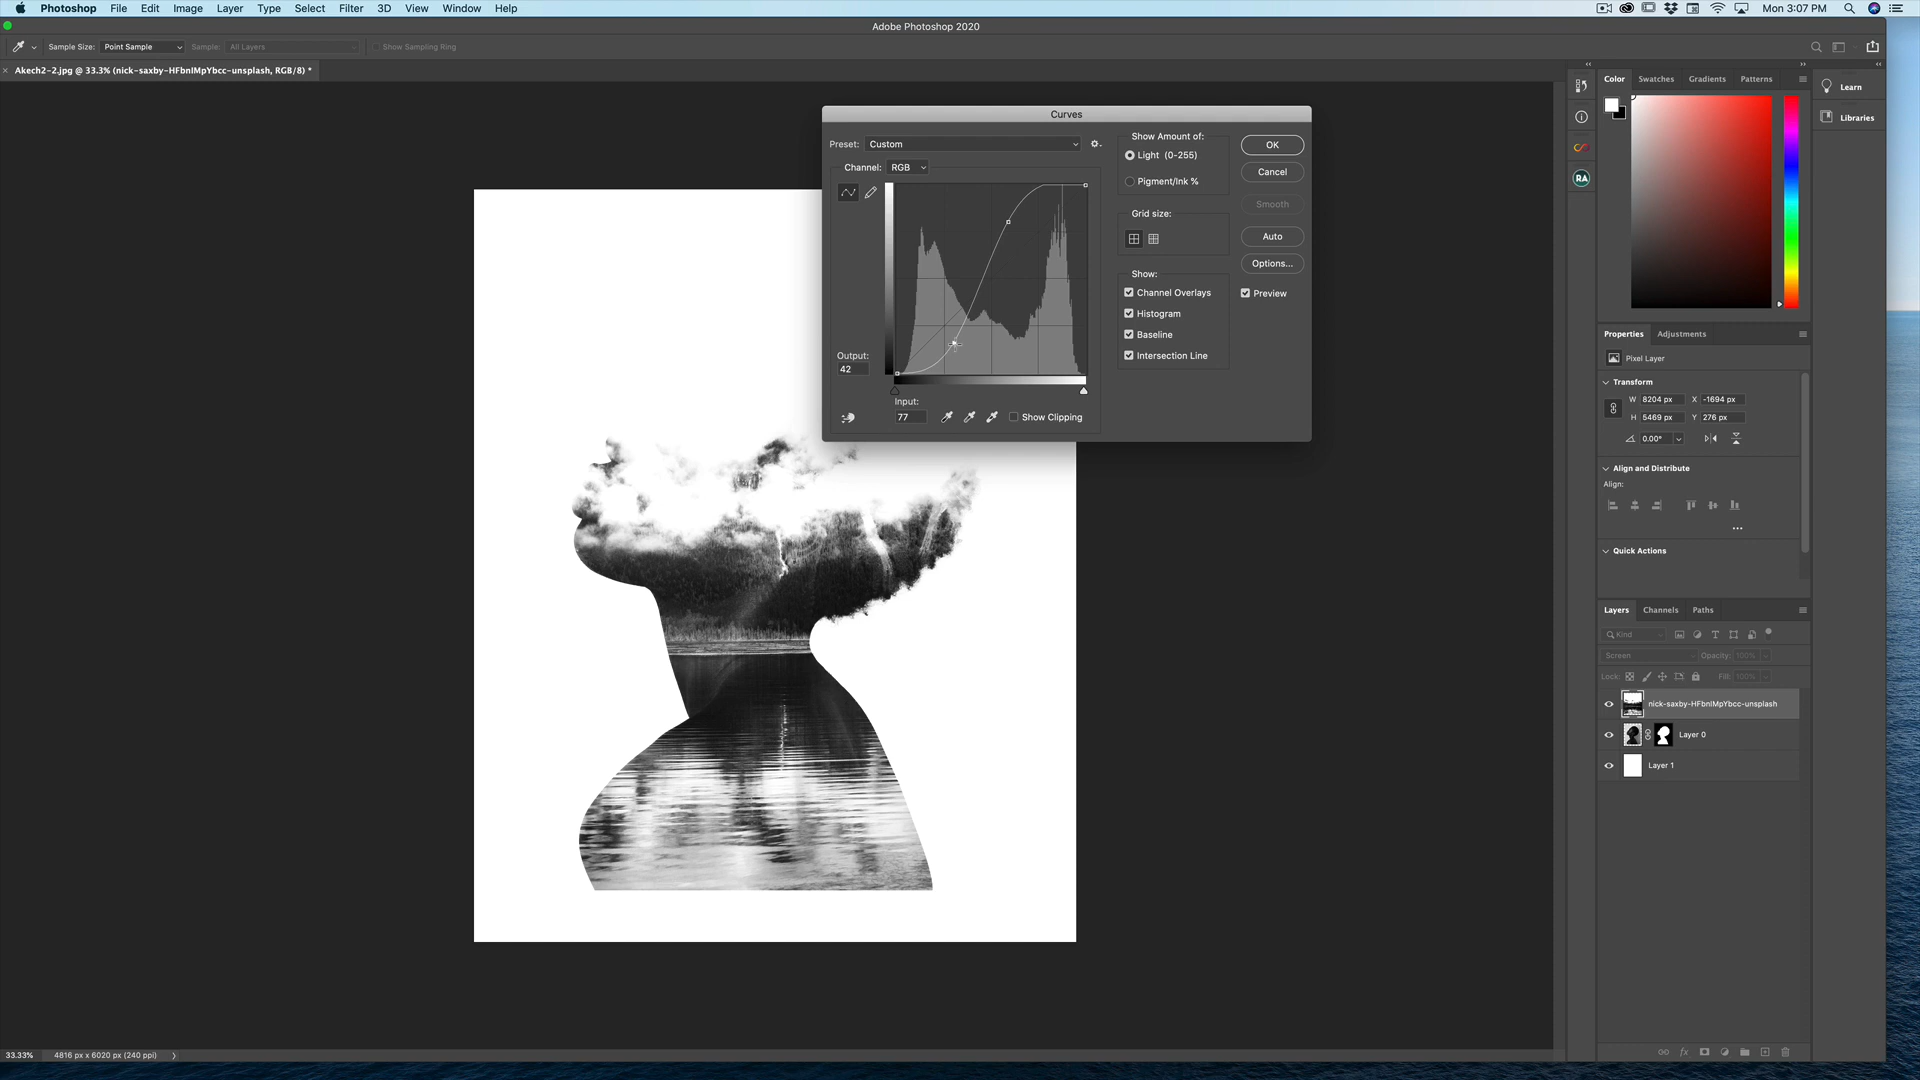 Photoshop File Edit Image Layer Type Select Filter 3D View Window Help Mon 3:07 PM
Adobe Photoshop 2020
Sample Size: Point Sample Sample: All Layers Show Sampling Ring
Akech2-2.jpg @ 33.3% (nick-saxby-HFbnIMpYbcc-unsplash, RGB/8) *
Curves
Preset: Custom
Channel: RGB
Output:
42
Input:
77
Show Clipping
Show Amount of:
Light (0-255)
Pigment/Ink %
Grid size:
Show:
Channel Overlays
Histogram
Baseline
Intersection Line
OK
Cancel
Smooth
Auto
Options...
Preview
RA
Color Swatches Gradients Patterns
Learn
Libraries
Properties Adjustments
Pixel Layer
Transform
W 8204 px X -1694 px
H 5469 px Y 276 px
0.00°
Align and Distribute
Align:
Quick Actions
Layers Channels Paths
Kind
Screen Opacity: 100%
Lock: Fill: 100%
nick-saxby-HFbnIMpYbcc-unsplash
Layer 0
Layer 1
fx
33.33% 4816 px x 6020 px (240 ppi)